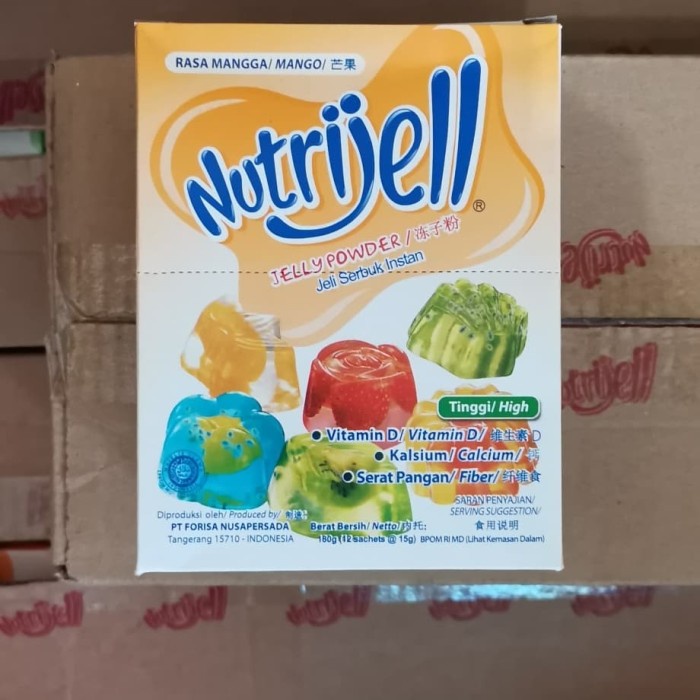 RASA MANGGA/ MANGO/ 芒果
Nutrijell®
JELLY POWDER / 冻子粉
Jeli Serbuk Instan
Tinggi/ High
• Vitamin D/ Vitamin D/ 维生素 D
• Kalsium/ Calcium/ 钙
• Serat Pangan/ Fiber/ 纤维食
SARAN PENYAJIAN/
SERVING SUGGESTION/
食用说明
Diproduksi oleh/ Produced by/
PT FORISA NUSAPERSADA
Tangerang 15710 - INDONESIA
Berat Bersih/ Netto/
180g (12 sachets @ 15g) BPOM RI MD (Lihat Kemasan Dalam)
Nutrijell
Nutrijell
Nutrijell
Nutrijell
Nutrijell